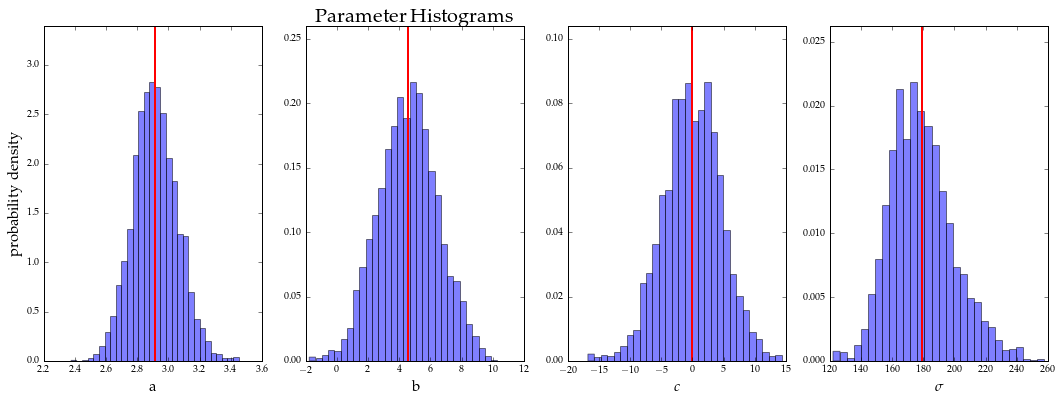 Parameter Histograms
probability density
3.0
2.5
2.0
1.5
1.0
0.5
0.0
2.2 2.4 2.6 2.8 3.0 3.2 3.4 3.6
a
0.25
0.20
0.15
0.10
0.05
0.00
−2 0 2 4 6 8 10 12
b
0.10
0.08
0.06
0.04
0.02
0.00
−20 −15 −10 −5 0 5 10 15
c
0.025
0.020
0.015
0.010
0.005
0.000
120 140 160 180 200 220 240 260
σ